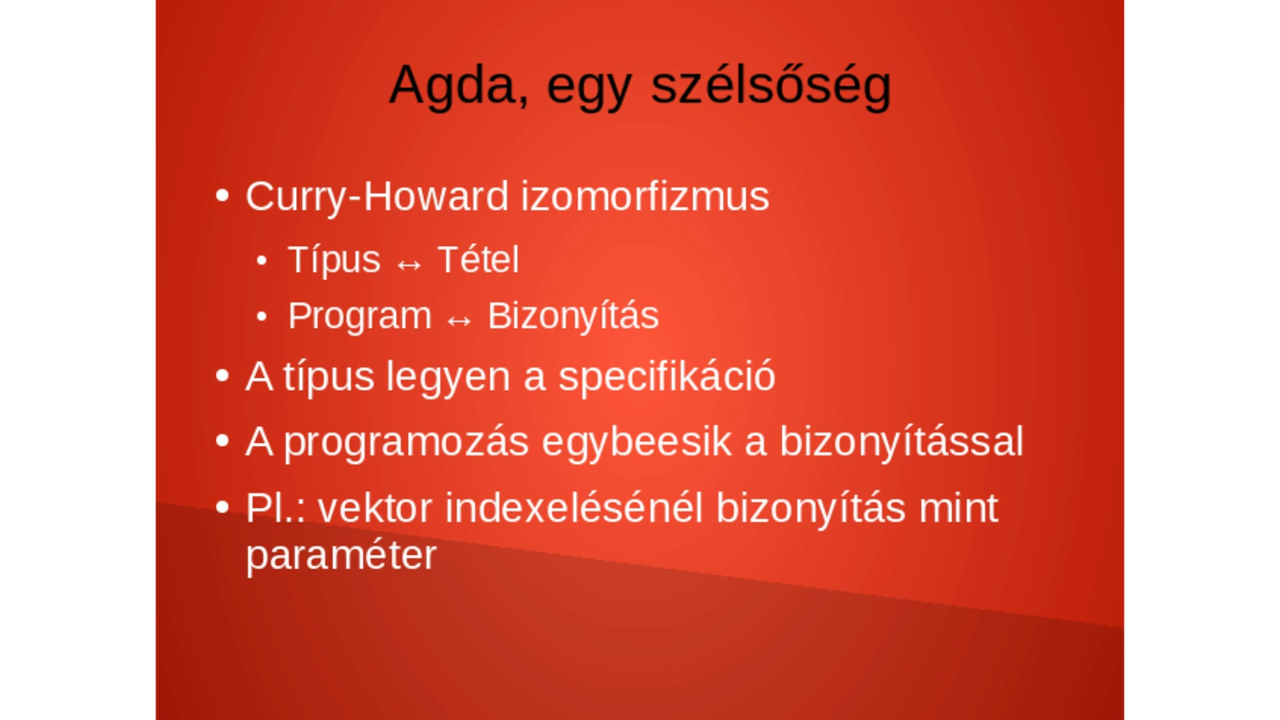 Agda, egy szélsőség
• Curry-Howard izomorfizmus
• Típus ↔ Tétel
• Program ↔ Bizonyítás
• A típus legyen a specifikáció
• A programozás egybeesik a bizonyítással
• Pl.: vektor indexelésénél bizonyítás mint
paraméter